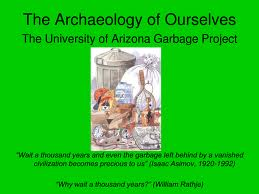 The Archaeology of Ourselves
The University of Arizona Garbage Project
"Wait a thousand years and even the garbage left behind by a vanished
civilization becomes precious to us" (Isaac Asimov, 1920-1992)
"Why wait a thousand years?" (William Rathje)